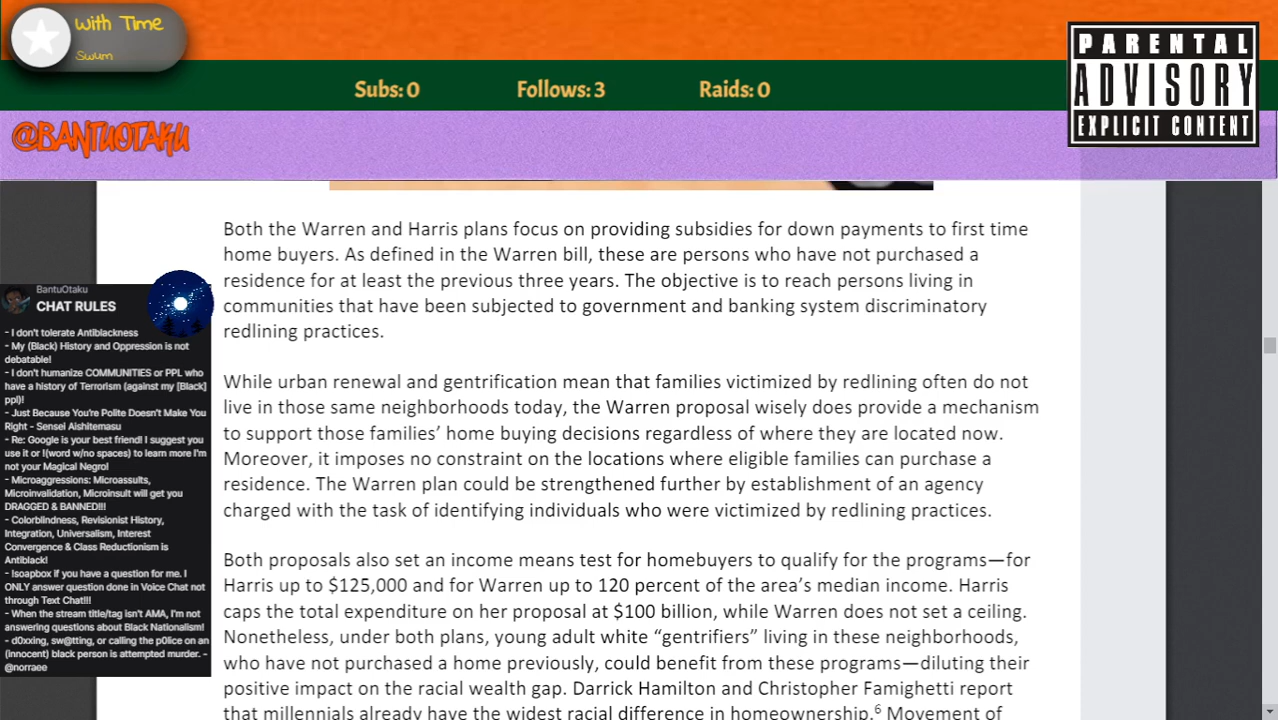 With Time
Swum
PARENTAL
ADVISORY
EXPLICIT CONTENT
Subs: 0
Follows: 3
Raids: 0
@BANTUOTAKU
Both the Warren and Harris plans focus on providing subsidies for down payments to first time
home buyers. As defined in the Warren bill, these are persons who have not purchased a
residence for at least the previous three years. The objective is to reach persons living in
communities that have been subjected to government and banking system discriminatory
redlining practices.
While urban renewal and gentrification mean that families victimized by redlining often do not
live in those same neighborhoods today, the Warren proposal wisely does provide a mechanism
to support those families’ home buying decisions regardless of where they are located now.
Moreover, it imposes no constraint on the locations where eligible families can purchase a
residence. The Warren plan could be strengthened further by establishment of an agency
charged with the task of identifying individuals who were victimized by redlining practices.
Both proposals also set an income means test for homebuyers to qualify for the programs—for
Harris up to $125,000 and for Warren up to 120 percent of the area’s median income. Harris
caps the total expenditure on her proposal at $100 billion, while Warren does not set a ceiling.
Nonetheless, under both plans, young adult white “gentrifiers” living in these neighborhoods,
who have not purchased a home previously, could benefit from these programs—diluting their
positive impact on the racial wealth gap. Darrick Hamilton and Christopher Famighetti report
that millennials already have the widest racial difference in homeownership.⁶ Movement of
BantuOtaku
CHAT RULES
- I don't tolerate Antiblackness
- My (Black) History and Oppression is not
debatable!
- I don't humanize COMMUNITIES or PPL who
have a history of Terrorism (against my [Black]
ppl)!
- Just Because You're Polite Doesn't Make You
Right - Sensei Aishitemasu
- Re: Google is your best friend! I suggest you
use it or !(word w/no spaces) to learn more I'm
not your Magical Negro!
- Microaggressions: Microassults,
Microinvalidation, Microinsult will get you
DRAGGED & BANNED!!!
- Colorblindness, Revisionist History,
Integration, Universalism, Interest
Convergence & Class Reductionism is
Antiblack!
- !soapbox if you have a question for me. I
ONLY answer question done in Voice Chat not
through Text Chat!!!
- When the stream title/tag isn't AMA, I'm not
answering questions about Black Nationalism!
- d0xxing, sw@tting, or calling the p0lice on an
(innocent) black person is attempted murder. -
@norraee